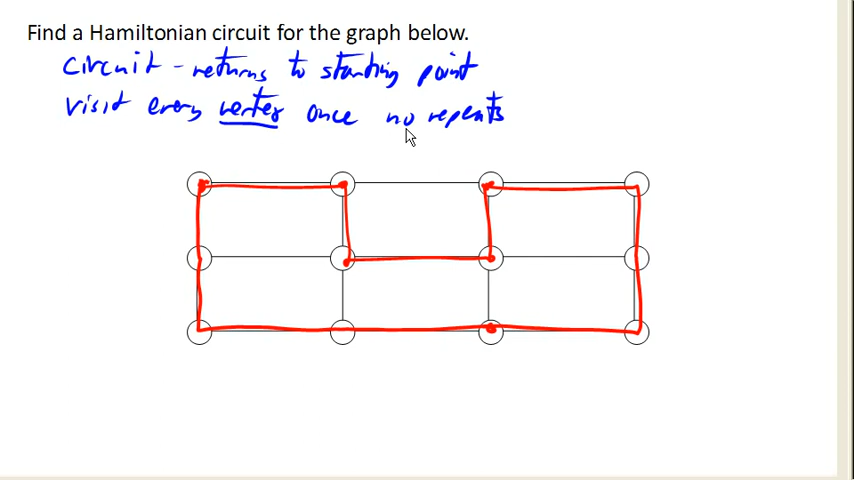 Find a Hamiltonian circuit for the graph below.
circuit - returns to starting point
visit every vertex once no repeats